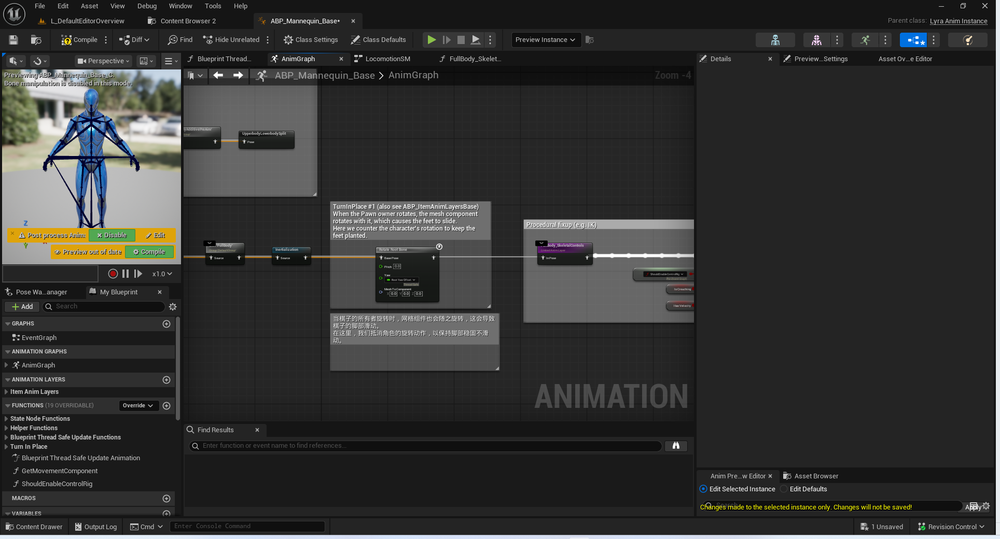 File Edit Asset View Debug Window Tools Help
L_DefaultEditorOverview Content Browser 2 ABP_Mannequin_Base* Parent class: Lyra Anim Instance
Compile Diff Find Hide Unrelated Class Settings Class Defaults Preview Instance
Perspective Blueprint Thread... AnimGraph LocomotionSM FullBody_Skelet... Details Preview...Settings Asset Ov...e Editor
Previewing ABP_Mannequin_Base_C.
Bone manipulation is disabled in this mode.
ABP_Mannequin_Base > AnimGraph Zoom -4
UpperbodyLowerbodySplit
Pose
TurnInPlace #1 (also see ABP_ItemAnimLayersBase)
When the Pawn owner rotates, the mesh component
rotates with it, which causes the feet to slide.
Here we counter the character's rotation to keep the
feet planted.
Procedural fixup (e.g. IK)
Z
Y
Post process Anim Disable Edit
Preview out of date Compile
Group 'DefaultGroup'
Source
Inertialization
Source
Rotate Root Bone
Base Pose
Pitch 0.0
Yaw
Root Yaw Offset
Thread Safe
Mesh To Component
X 0.0 Y 0.0 Z 0.0
Body_SkeletalControls
Linked Anim Layer
In Pose
ShouldEnableControlRig
Pre-Event Graph
Is Crouching
Has Velocity
当棋子的所有者旋转时，网格组件也会随之旋转，这会导致
棋子的脚部滑动。
在这里，我们抵消角色的旋转动作，以保持脚部稳固不滑
动。
ANIMATION
x1.0
Pose Wa...anager My Blueprint
Add Search
GRAPHS
EventGraph
ANIMATION GRAPHS
AnimGraph
ANIMATION LAYERS
Item Anim Layers
FUNCTIONS (19 OVERRIDABLE) Override
State Node Functions
Helper Functions
Blueprint Thread Safe Update Functions
Turn In Place
Blueprint Thread Safe Update Animation
GetMovementComponent
ShouldEnableControlRig
MACROS
VARIABLES
Find Results
Enter function or event name to find references...
Anim Pre...w Editor Asset Browser
Edit Selected Instance Edit Defaults
Search
Changes made to the selected instance only. Changes will not be saved! Apply
Content Drawer Output Log Cmd Enter Console Command 1 Unsaved Revision Control